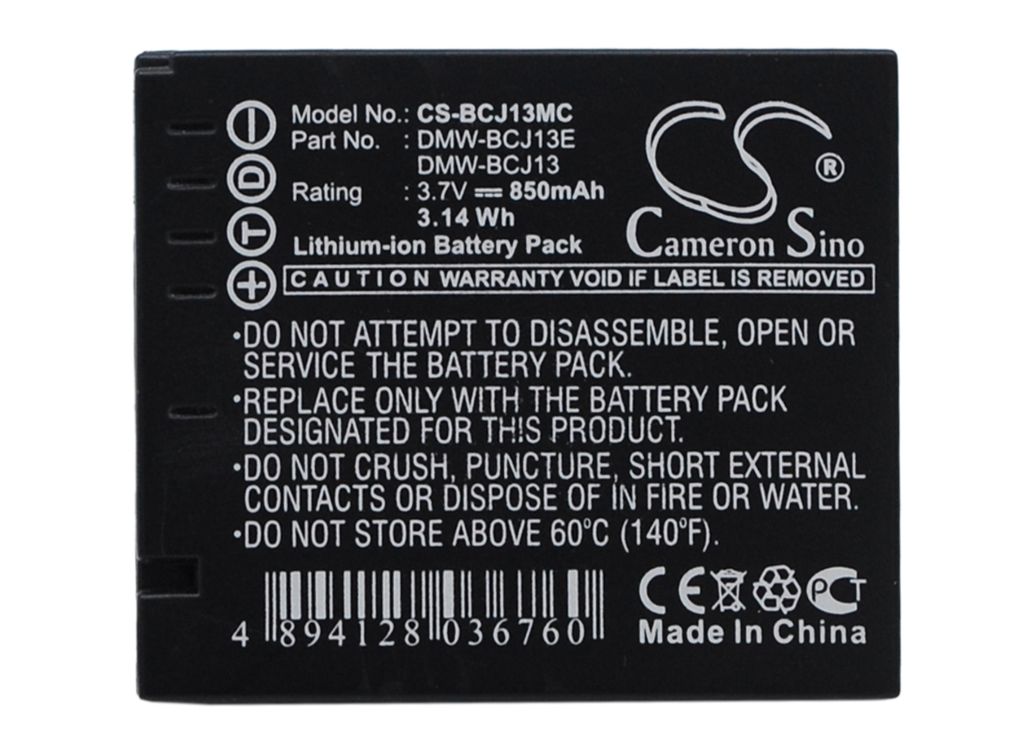 Model No.: CS-BCJ13MC
Part No. : DMW-BCJ13E
DMW-BCJ13
Rating : 3.7V 850mAh
3.14 Wh
Lithium-ion Battery Pack
D
T
CS ®
Cameron Sino
CAUTION WARRANTY VOID IF LABEL IS REMOVED
•DO NOT ATTEMPT TO DISASSEMBLE, OPEN OR
SERVICE THE BATTERY PACK.
•REPLACE ONLY WITH THE BATTERY PACK
DESIGNATED FOR THIS PRODUCT.
•DO NOT CRUSH, PUNCTURE, SHORT EXTERNAL
CONTACTS OR DISPOSE OF IN FIRE OR WATER.
•DO NOT STORE ABOVE 60°C (140°F).
4 894128 036760
CE PCT
Made In China